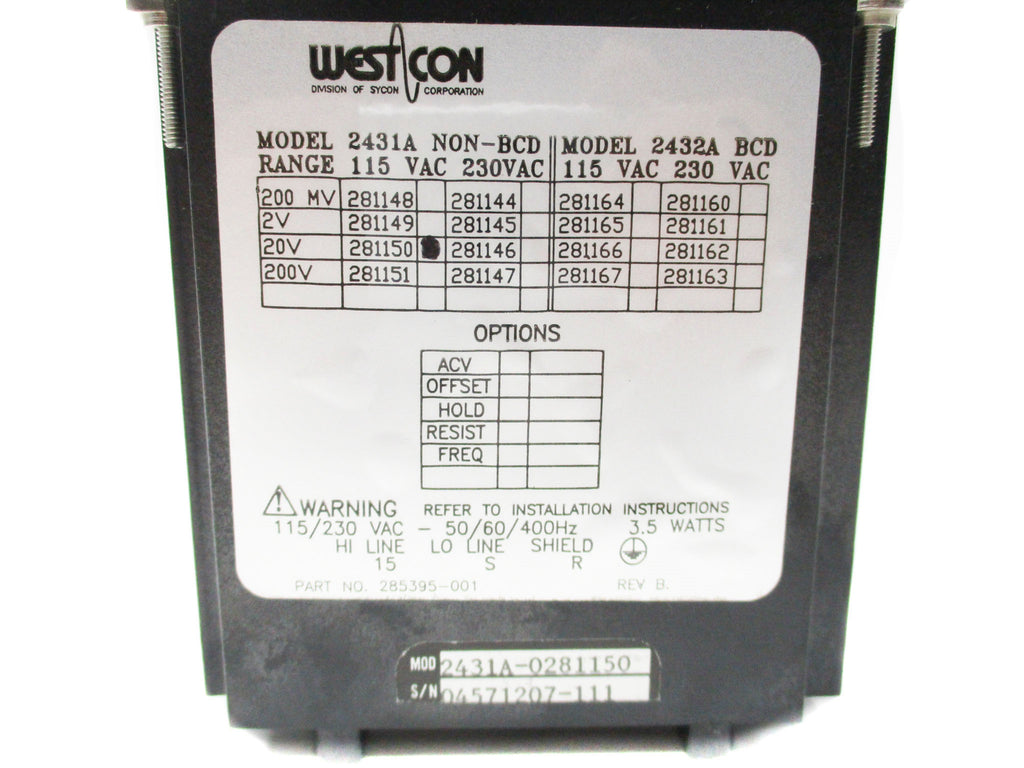 WESTCON
DIVISION OF SYCON CORPORATION
MODEL 2431A NON-BCD MODEL 2432A BCD
RANGE 115 VAC 230VAC 115 VAC 230 VAC
200 MV 281148 281144 281164 281160
2V 281149 281145 281165 281161
20V 281150 281146 281166 281162
200V 281151 281147 281167 281163
OPTIONS
ACV
OFFSET
HOLD
RESIST
FREQ
WARNING REFER TO INSTALLATION INSTRUCTIONS
115/230 VAC - 50/60/400Hz 3.5 WATTS
HI LINE LO LINE SHIELD
15 S R
PART NO. 285395-001 REV B.
MOD 2431A-0281150
S/N 04571207-111